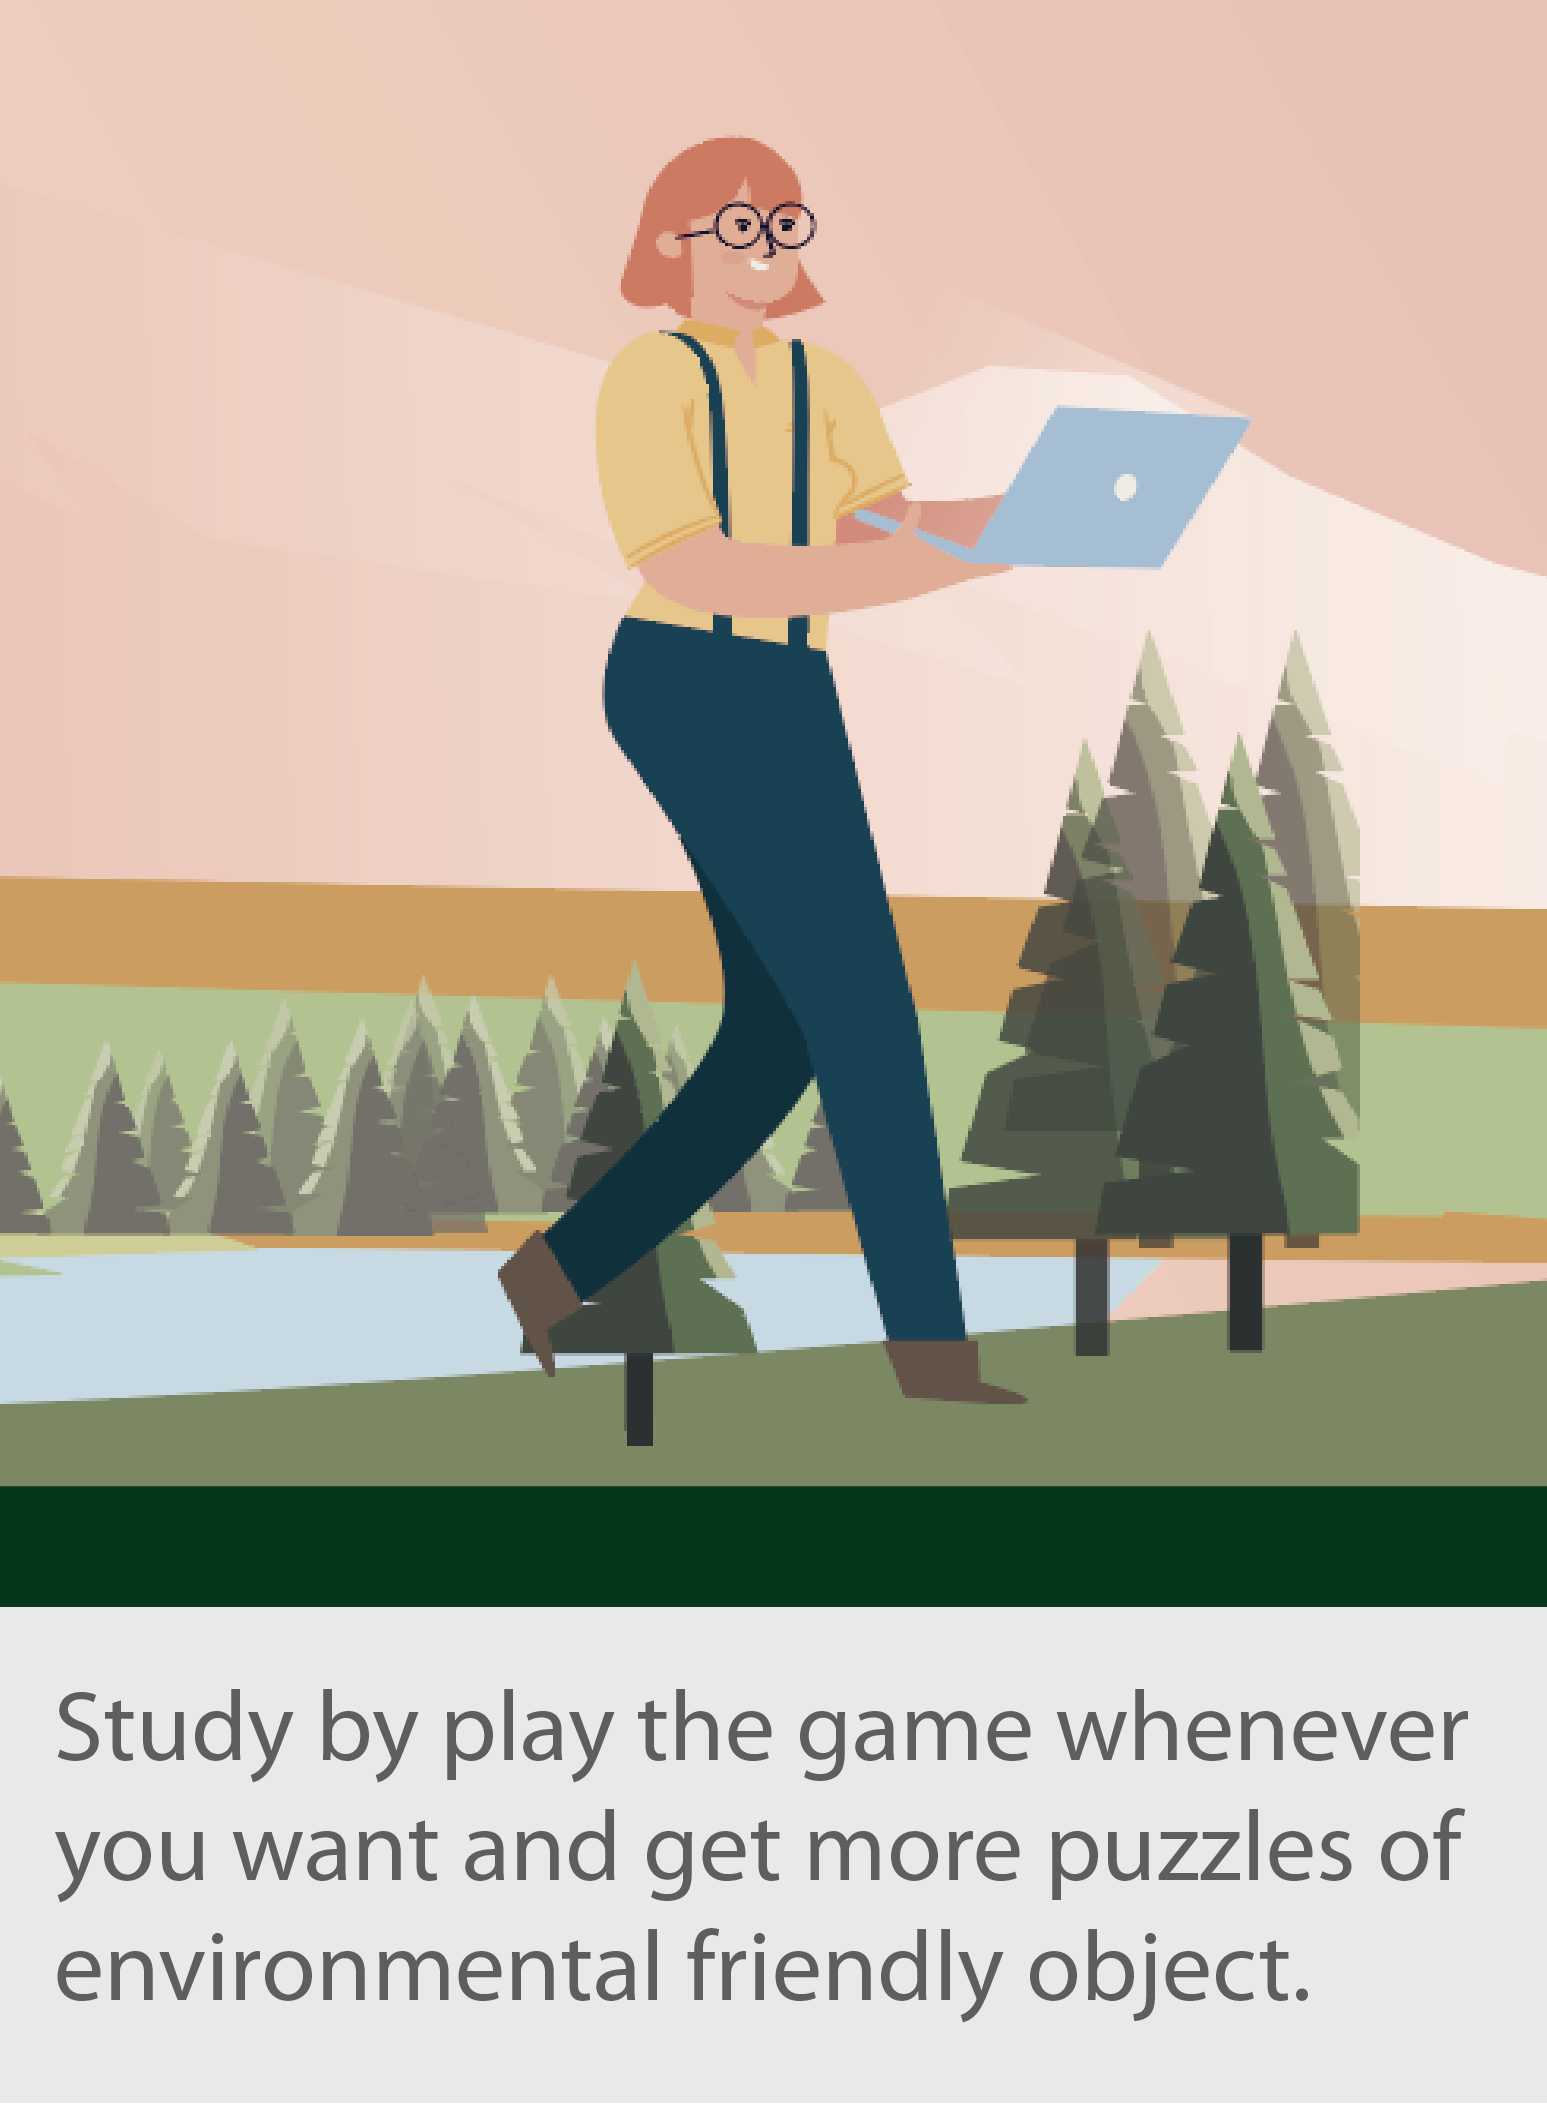 Study by play the game whenever
you want and get more puzzles of
environmental friendly object.